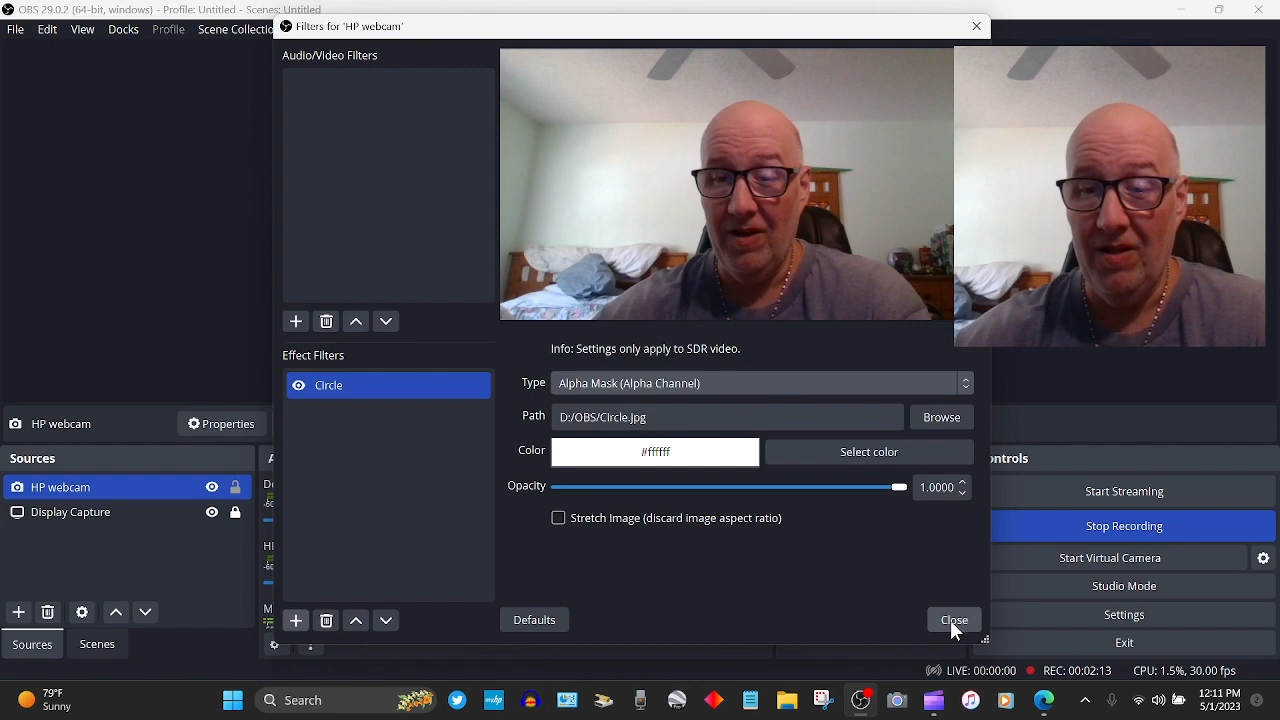 OBS 29.0.2 (64-bit, windows) - Profile: Untitled - Scenes: Untitled
File Edit View Docks Profile Scene Collectio
Filters for 'HP webcam'
Audio/Video Filters
Effect Filters
Circle
Info: Settings only apply to SDR video.
Type Alpha Mask (Alpha Channel)
Path D:/OBS/Circle.jpg Browse
Color #ffffff Select color
Opacity 1.0000
Stretch Image (discard image aspect ratio)
Defaults Close
HP webcam Properties
Sources
HP webcam
Display Capture
Sources Scenes
ontrols
Start Streaming
Stop Recording
Start Virtual Camera
Studio Mode
Settings
Exit
LIVE: 00:00:00 REC: 00:02:13 CPU: 1.5%, 30.00 fps
79°F
Sunny
Search
12:11 PM
5/1/2023